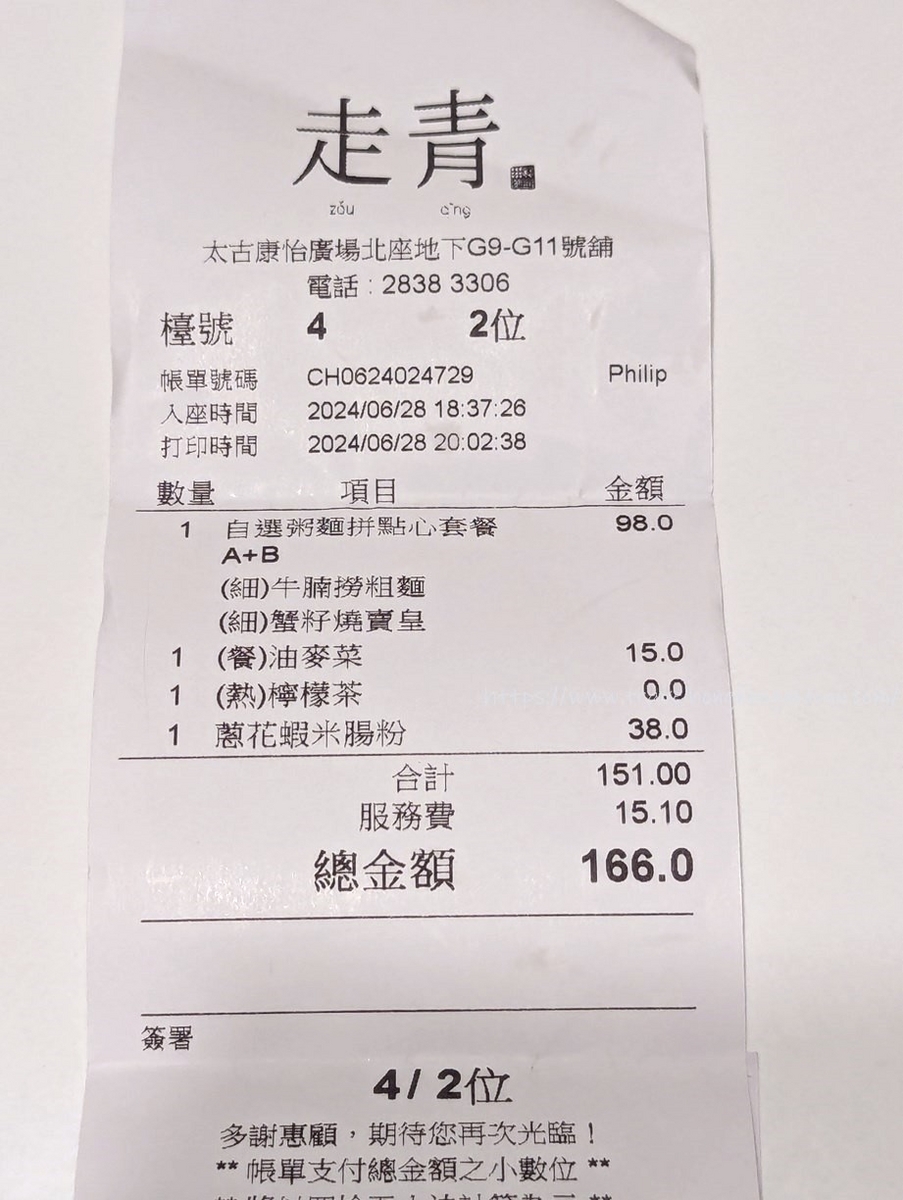 走青
zǒu cīng
太古康怡廣場北座地下G9-G11號舖
電話 : 2838 3306
檯號 4 2位
帳單號碼 CH0624024729 Philip
入座時間 2024/06/28 18:37:26
打印時間 2024/06/28 20:02:38
數量 項目 金額
1 自選粥麵拼點心套餐 98.0
A+B
(細)牛腩撈粗麵
(細)蟹籽燒賣皇
1 (餐)油麥菜 15.0
1 (熱)檸檬茶 0.0
1 蔥花蝦米腸粉 38.0
合計 151.00
服務費 15.10
總金額 166.0
簽署
4 / 2位
多謝惠顧，期待您再次光臨！
** 帳單支付總金額之小數位 **